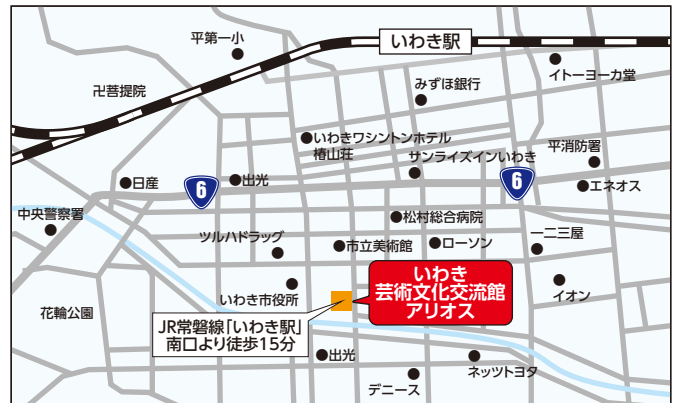 平第一小
いわき駅
イトーヨーカ堂
卍菩提院
みずほ銀行
いわきワシントンホテル
椿山荘
サンライズインいわき
平消防署
日産
6
出光
6
エネオス
中央警察署
松村総合病院
ツルハドラッグ
市立美術館
ローソン
一二三屋
いわき
芸術文化交流館
アリオス
いわき市役所
イオン
花輪公園
JR常磐線「いわき駅」
南口より徒歩15分
出光
ネッツトヨタ
デニース